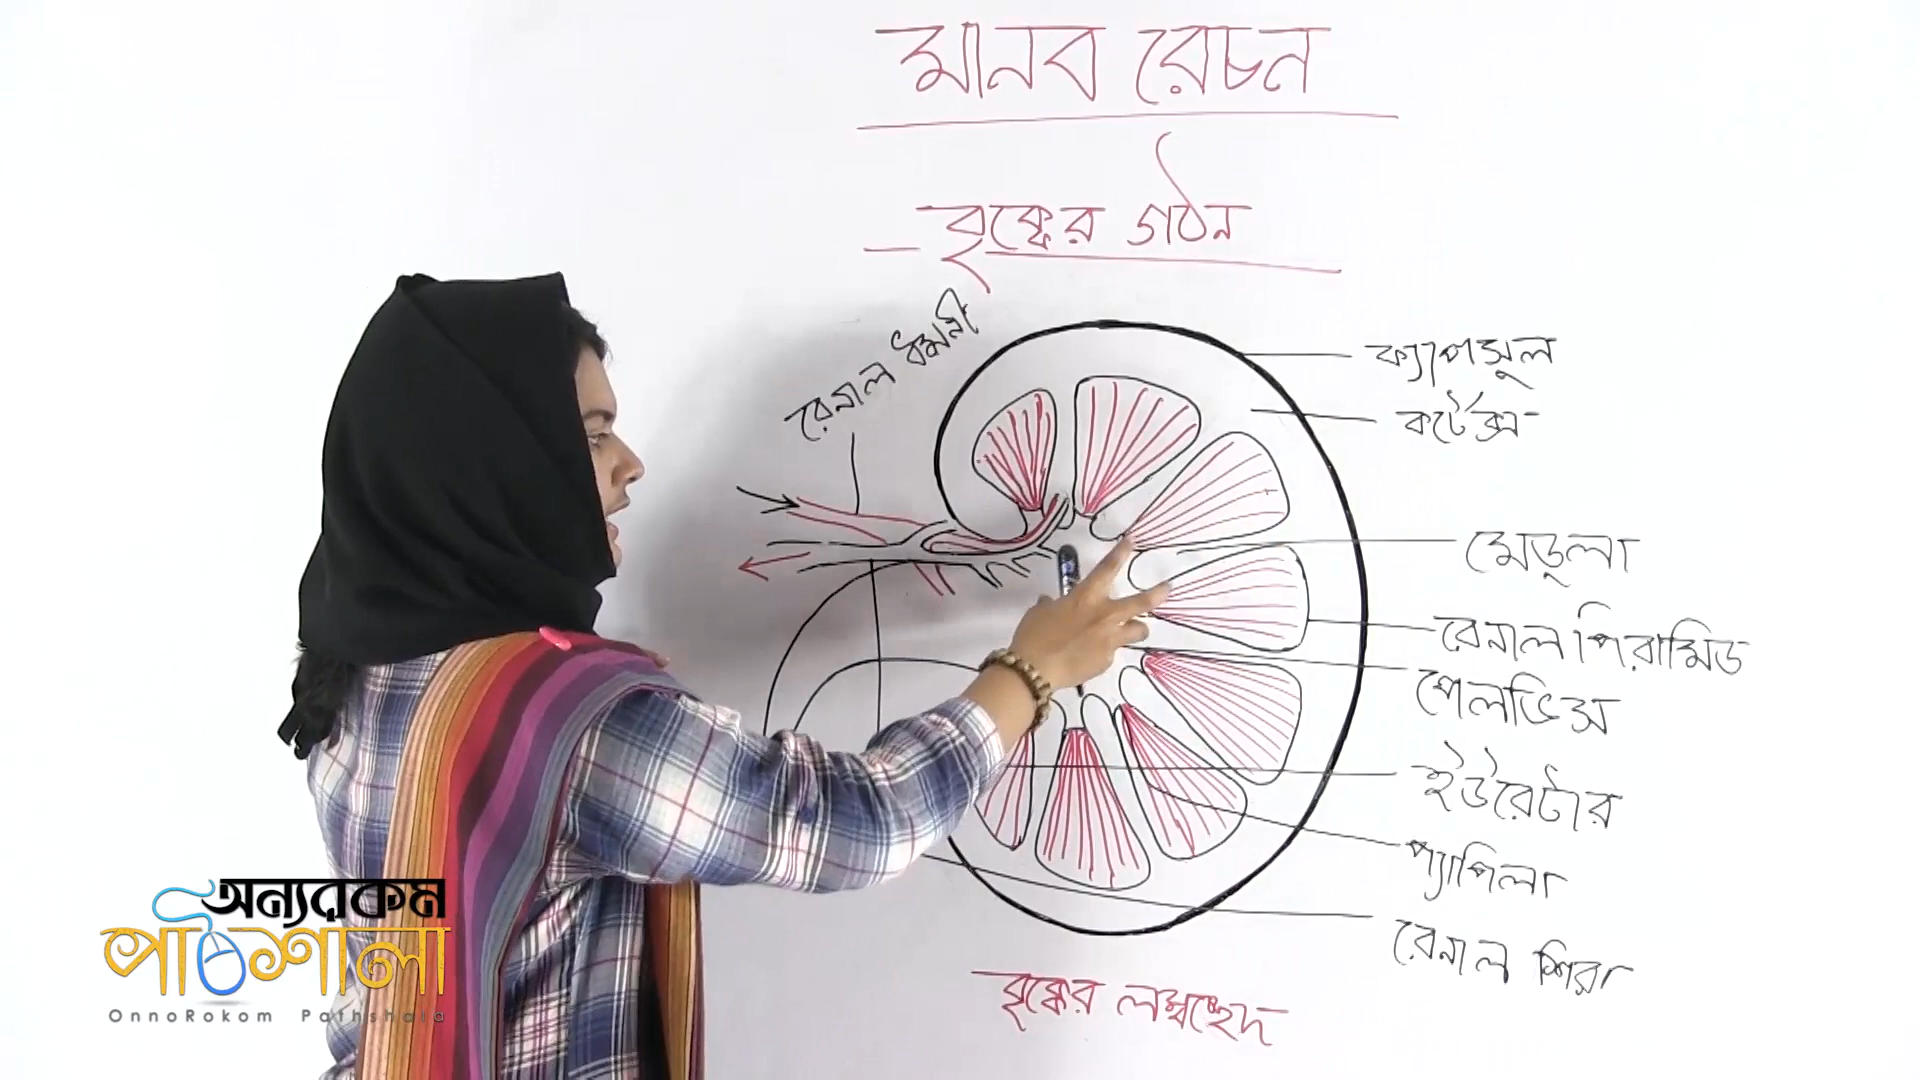 মানব রেচন
বৃক্কের গঠন
রেনাল ধমনী
ক্যাপসুল
কর্টেক্স
মেডুলা
রেনাল পিরামিড
পেলভিস
ইউরেটার
প্যাপিলা
রেনাল শিরা
বৃক্কের লম্বচ্ছেদ
অন্যরকম
পাঠশালা
OnnoRokom Pathshala